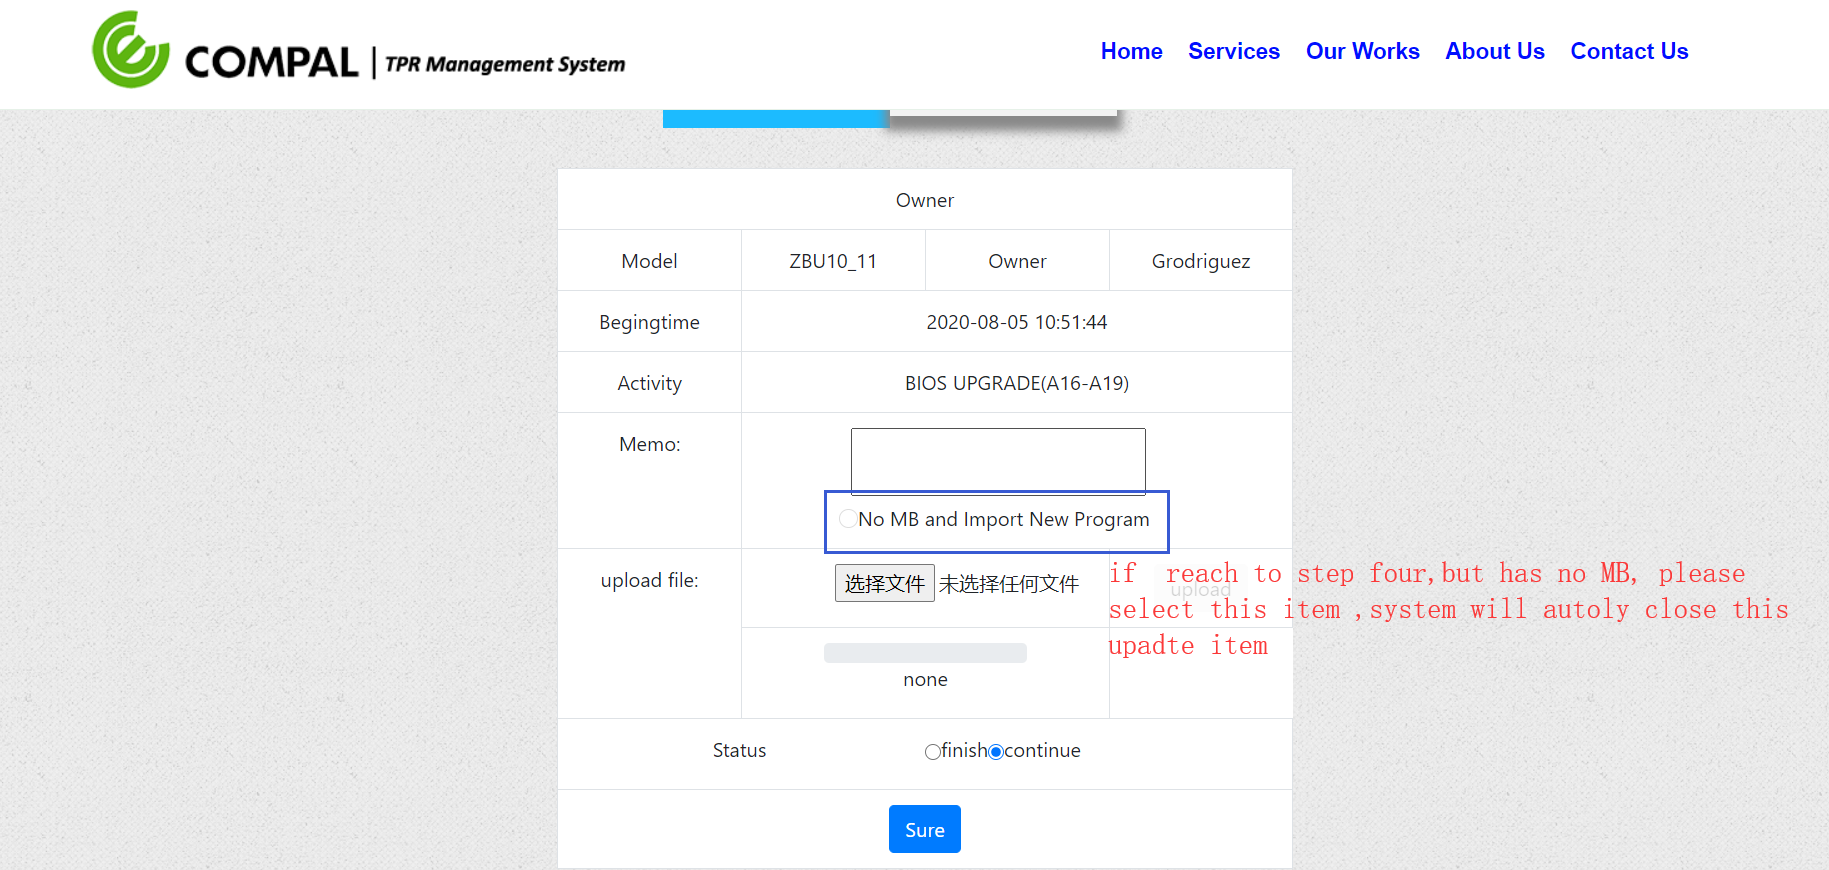 COMPAL | TPR Management System
Home Services Our Works About Us Contact Us
Owner
Model ZBU10_11 Owner Grodriguez
Begingtime 2020-08-05 10:51:44
Activity BIOS UPGRADE(A16-A19)
Memo:
No MB and Import New Program
upload file: 选择文件 未选择任何文件 upload
if reach to step four,but has no MB, please
select this item ,system will autoly close this
upadte item
none
Status finish continue
Sure